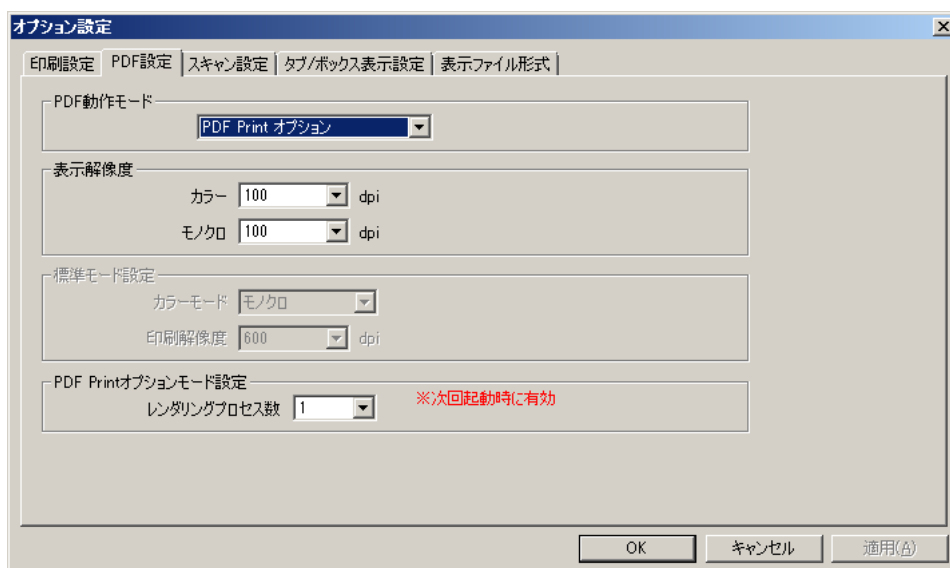 オプション設定
印刷設定 PDF設定 スキャン設定 タブ/ボックス表示設定 表示ファイル形式
PDF動作モード
PDF Print オプション
表示解像度
カラー 100 dpi
モノクロ 100 dpi
標準モード設定
カラーモード モノクロ
印刷解像度 600 dpi
PDF Printオプションモード設定
レンダリングプロセス数 1 ※次回起動時に有効
OK キャンセル 適用(A)